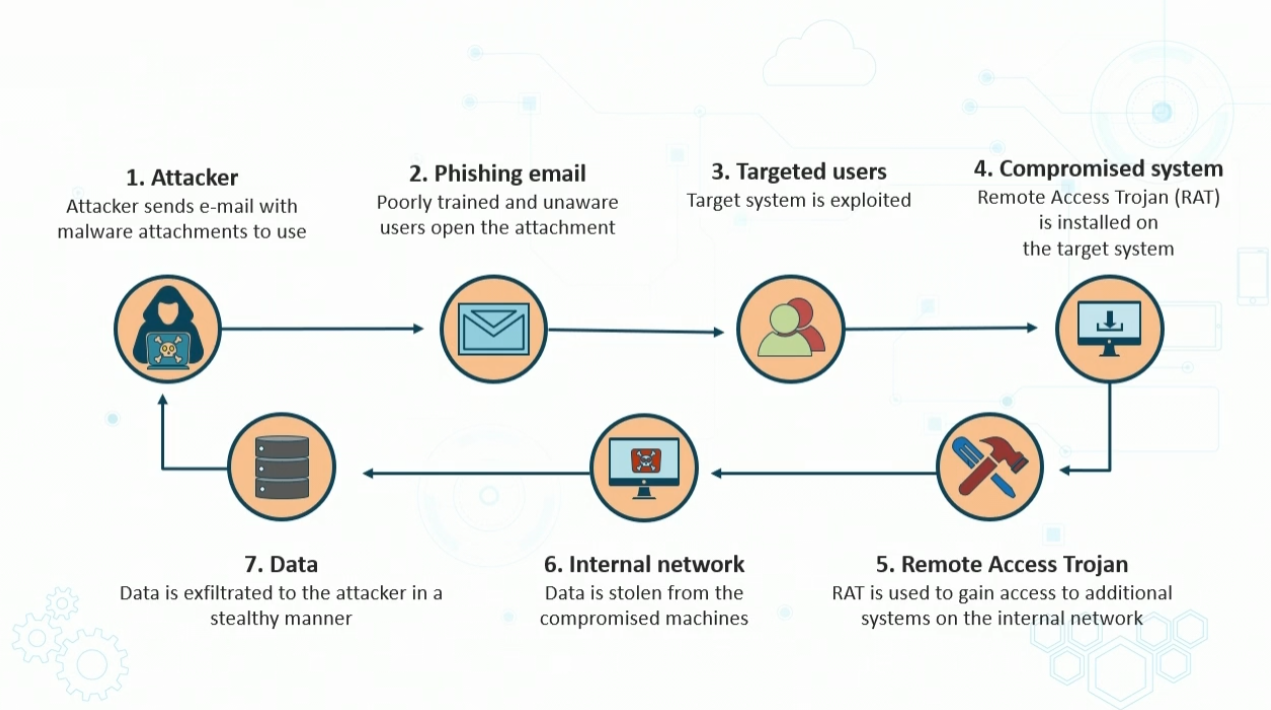 1. Attacker
Attacker sends e-mail with
malware attachments to use
2. Phishing email
Poorly trained and unaware
users open the attachment
3. Targeted users
Target system is exploited
4. Compromised system
Remote Access Trojan (RAT)
is installed on
the target system
5. Remote Access Trojan
RAT is used to gain access to additional
systems on the internal network
6. Internal network
Data is stolen from the
compromised machines
7. Data
Data is exfiltrated to the attacker in a
stealthy manner